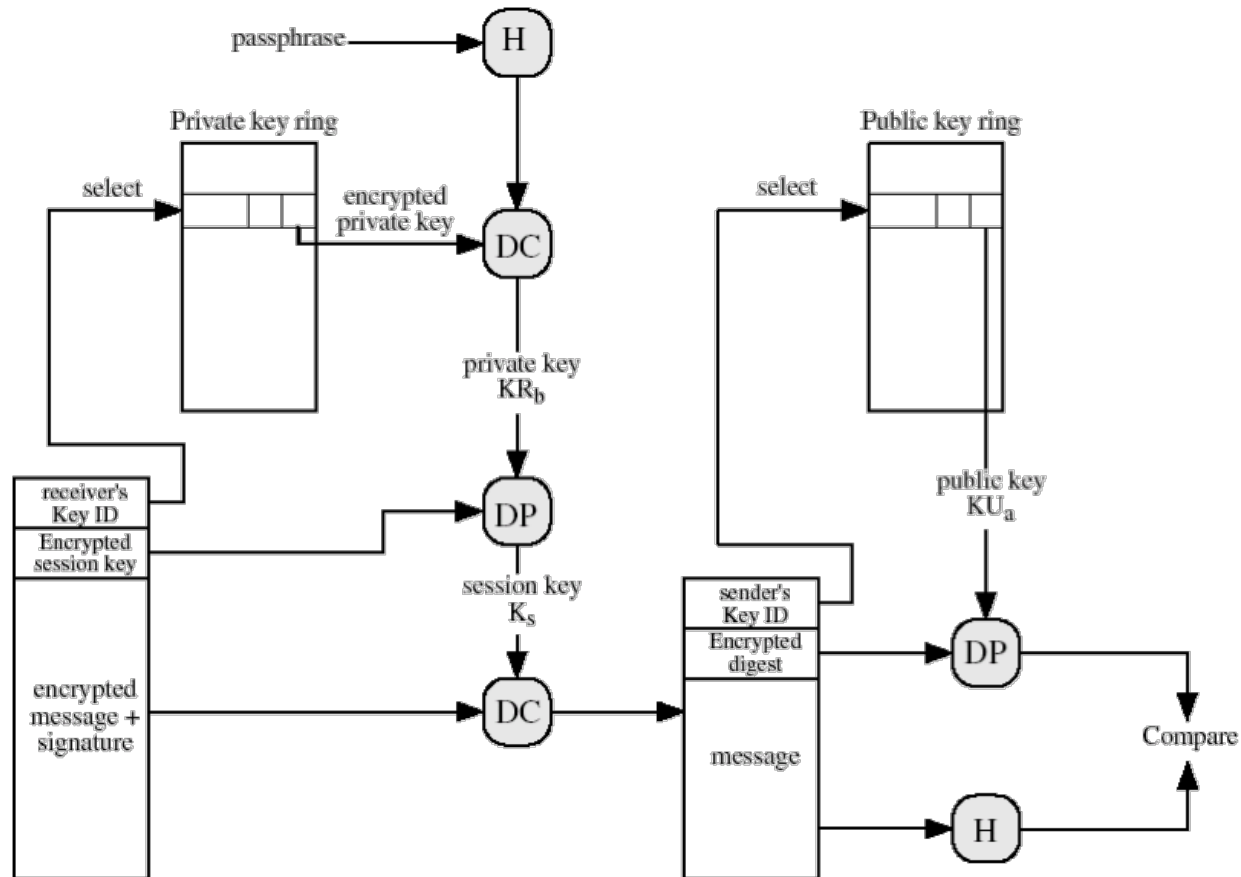 passphrase
H
Private key ring
select
encrypted
private key
DC
private key
KRb
receiver's
Key ID
Encrypted
session key
DP
session key
Ks
encrypted
message +
signature
DC
Public key ring
select
public key
KUa
sender's
Key ID
Encrypted
digest
DP
message
H
Compare